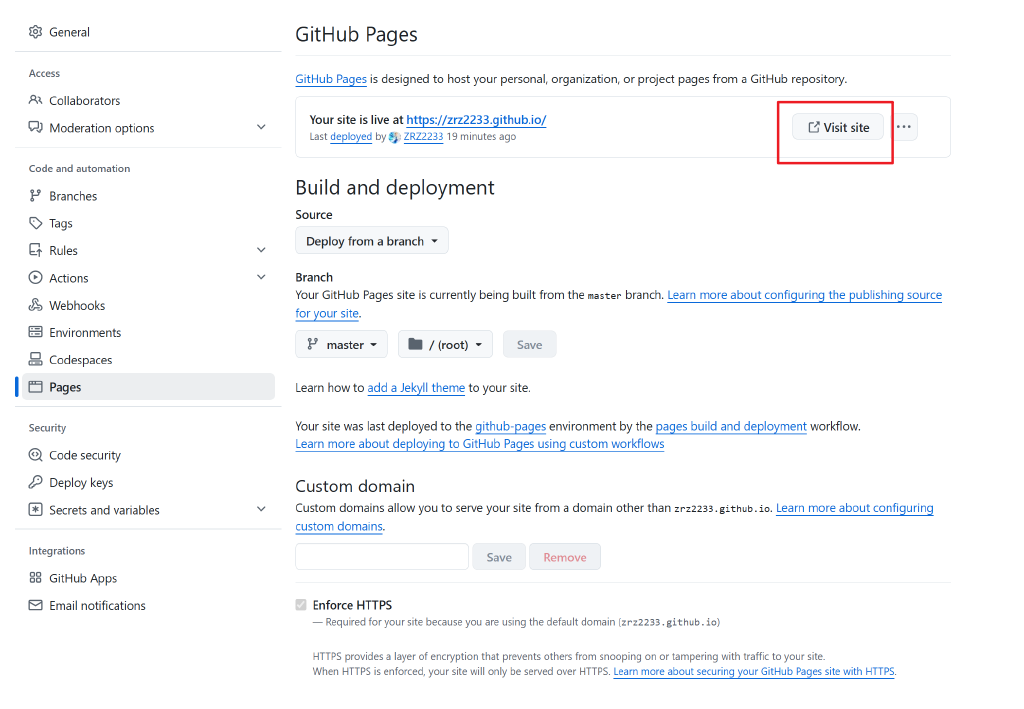 General
Access
Collaborators
Moderation options
Code and automation
Branches
Tags
Rules
Actions
Webhooks
Environments
Codespaces
Pages
Security
Code security
Deploy keys
Secrets and variables
Integrations
GitHub Apps
Email notifications
GitHub Pages
GitHub Pages is designed to host your personal, organization, or project pages from a GitHub repository.
Your site is live at https://zrz2233.github.io/
Last deployed by ZRZ2233 19 minutes ago
Visit site
Build and deployment
Source
Deploy from a branch
Branch
Your GitHub Pages site is currently being built from the master branch. Learn more about configuring the publishing source
for your site.
master / (root) Save
Learn how to add a Jekyll theme to your site.
Your site was last deployed to the github-pages environment by the pages build and deployment workflow.
Learn more about deploying to GitHub Pages using custom workflows
Custom domain
Custom domains allow you to serve your site from a domain other than zrz2233.github.io. Learn more about configuring
custom domains.
Save Remove
Enforce HTTPS
— Required for your site because you are using the default domain (zrz2233.github.io)
HTTPS provides a layer of encryption that prevents others from snooping on or tampering with traffic to your site.
When HTTPS is enforced, your site will only be served over HTTPS. Learn more about securing your GitHub Pages site with HTTPS.